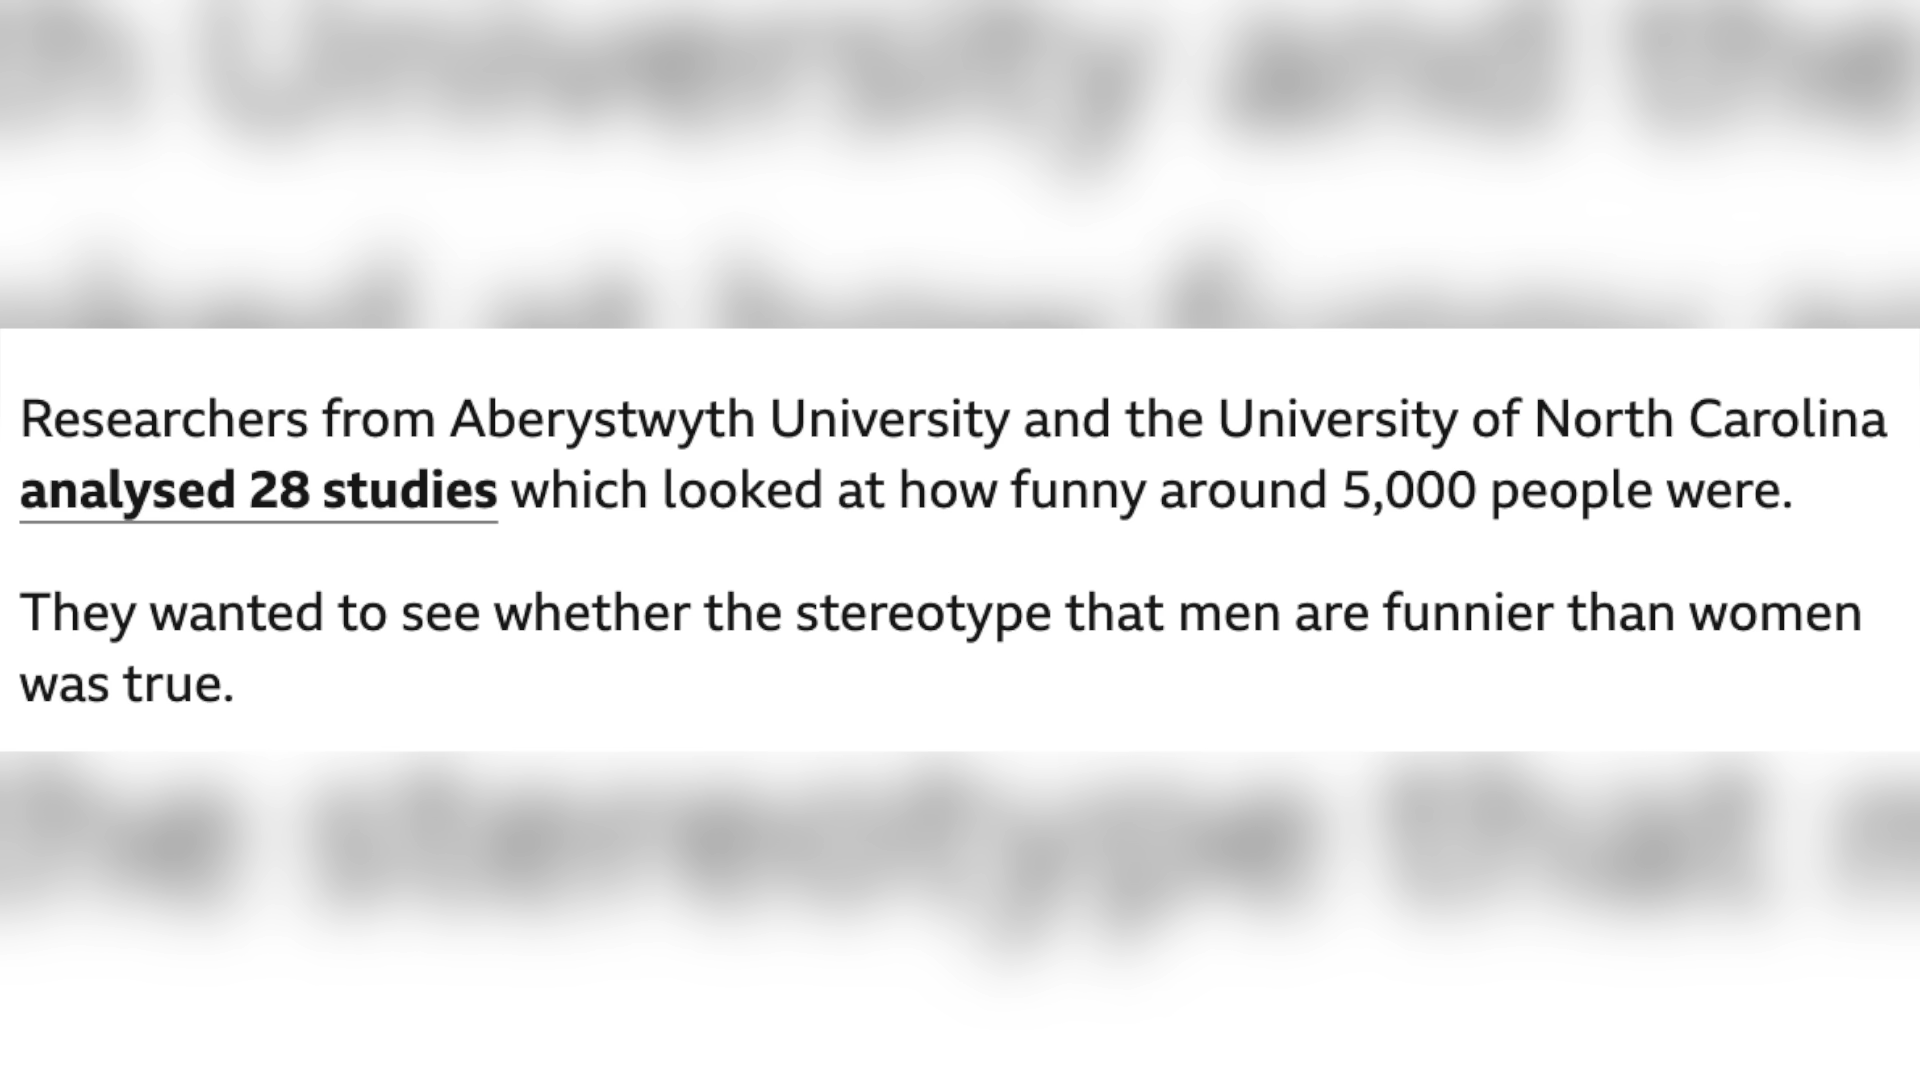 Researchers from Aberystwyth University and the University of North Carolina
analysed 28 studies which looked at how funny around 5,000 people were.
They wanted to see whether the stereotype that men are funnier than women
was true.